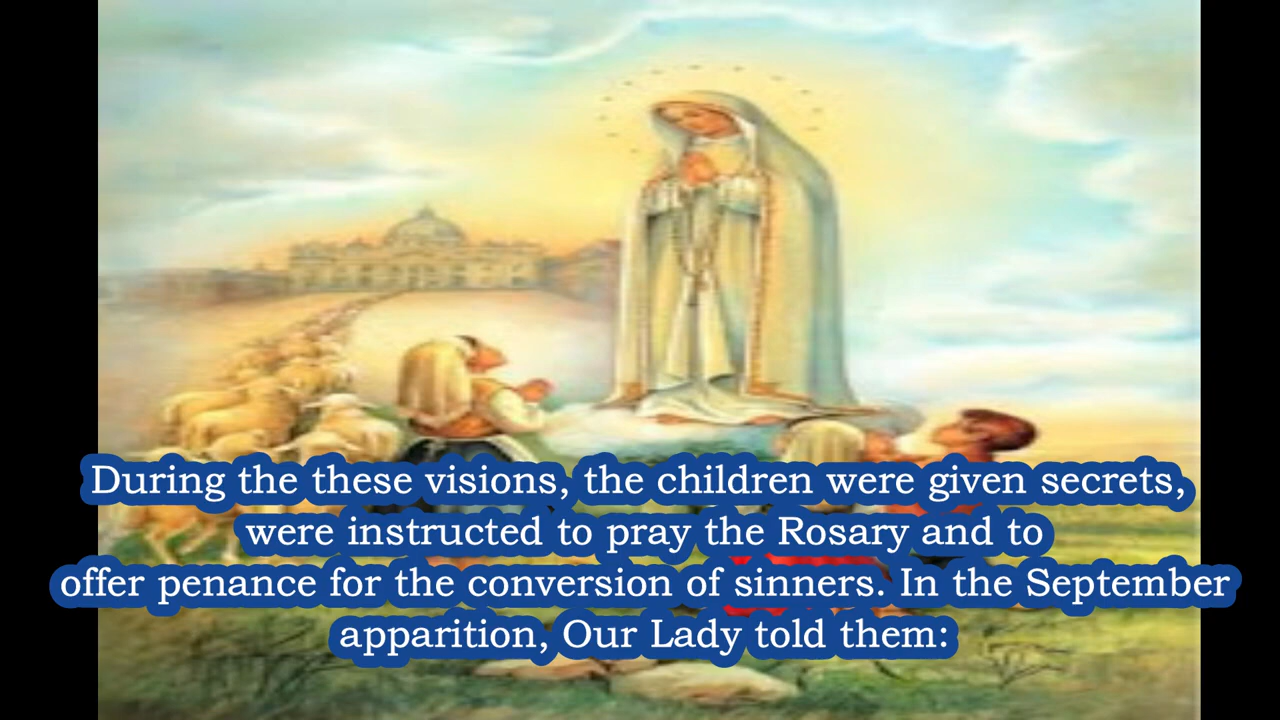 During the these visions, the children were given secrets,
were instructed to pray the Rosary and to
offer penance for the conversion of sinners. In the September
apparition, Our Lady told them: